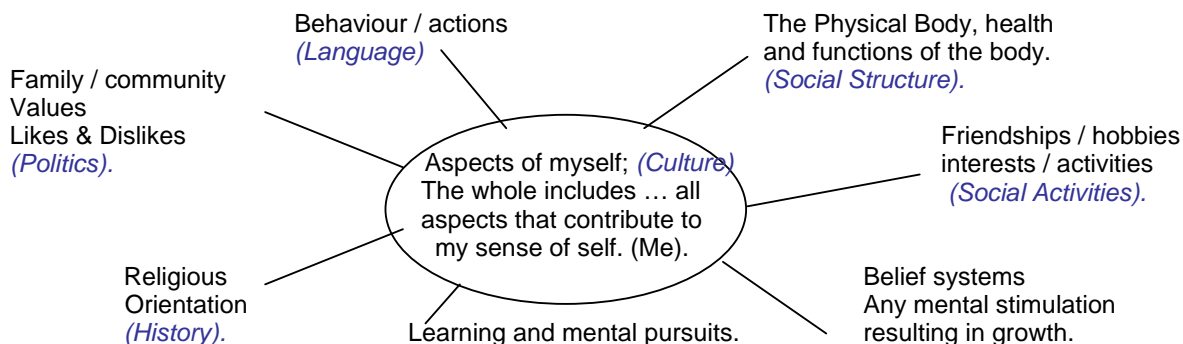 Behaviour / actions
(Language)
The Physical Body, health
and functions of the body.
(Social Structure).
Family / community
Values
Likes & Dislikes
(Politics).
Friendships / hobbies
interests / activities
(Social Activities).
Aspects of myself; (Culture)
The whole includes … all
aspects that contribute to
my sense of self. (Me).
Religious
Orientation
(History).
Learning and mental pursuits.
Belief systems
Any mental stimulation
resulting in growth.